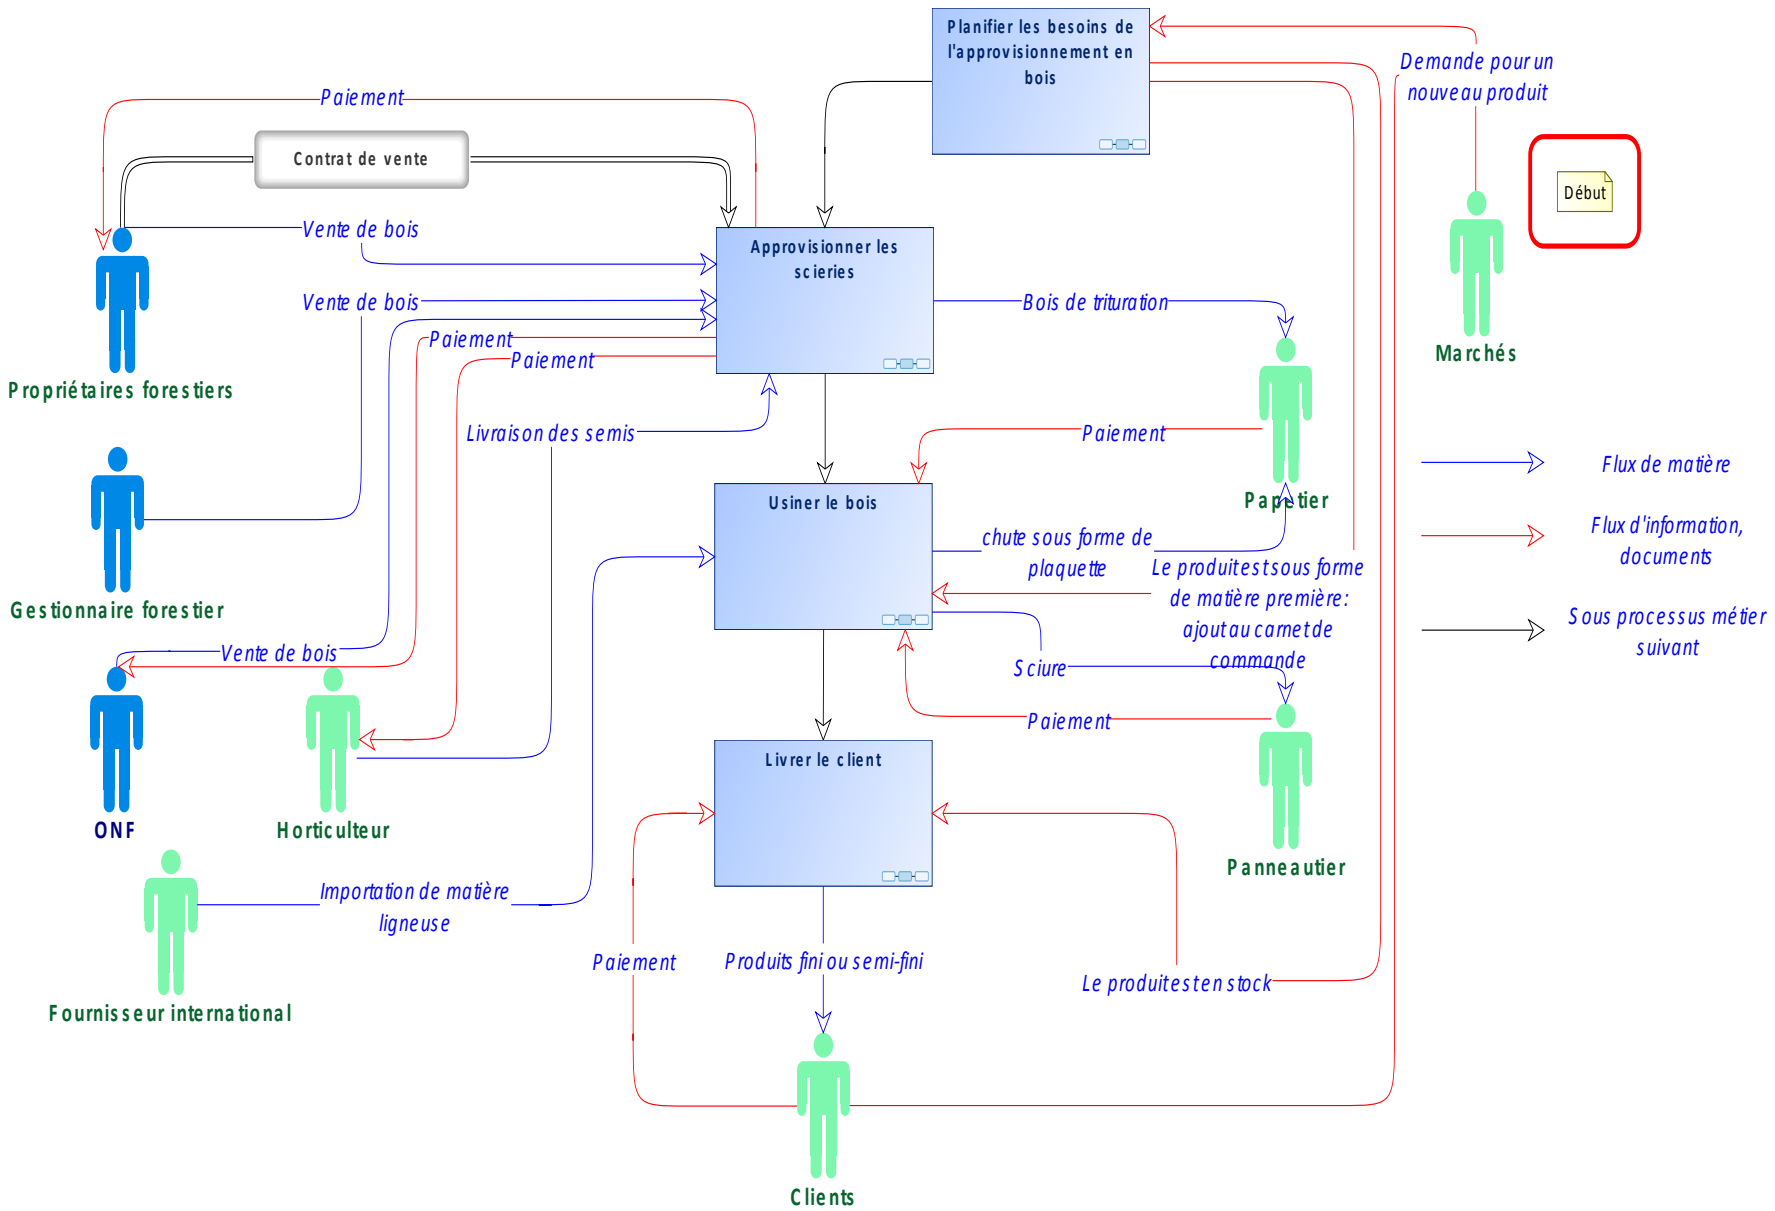 Planifier les besoins de
l'approvisionnement en
bois
Demande pour un
nouveau produit
Paiement
Contrat de vente
Début
Vente de bois
Approvisionner les
scieries
Vente de bois
Bois de trituration
Paiement
Paiement
Marchés
Propriétaires forestiers
Livraison des semis
Paiement
Flux de matière
Papetier
Usiner le bois
Flux d'information,
documents
chute sous forme de
plaquette
Le produit est sous forme
de matière première:
ajout au carnet de
commande
Gestionnaire forestier
Sous processus métier
suivant
Vente de bois
Sciure
Paiement
Livrer le client
ONF
Horticulteur
Panneautier
Importation de matière
ligneuse
Paiement
Produits fini ou semi-fini
Le produit est en stock
Fournisseur international
Clients